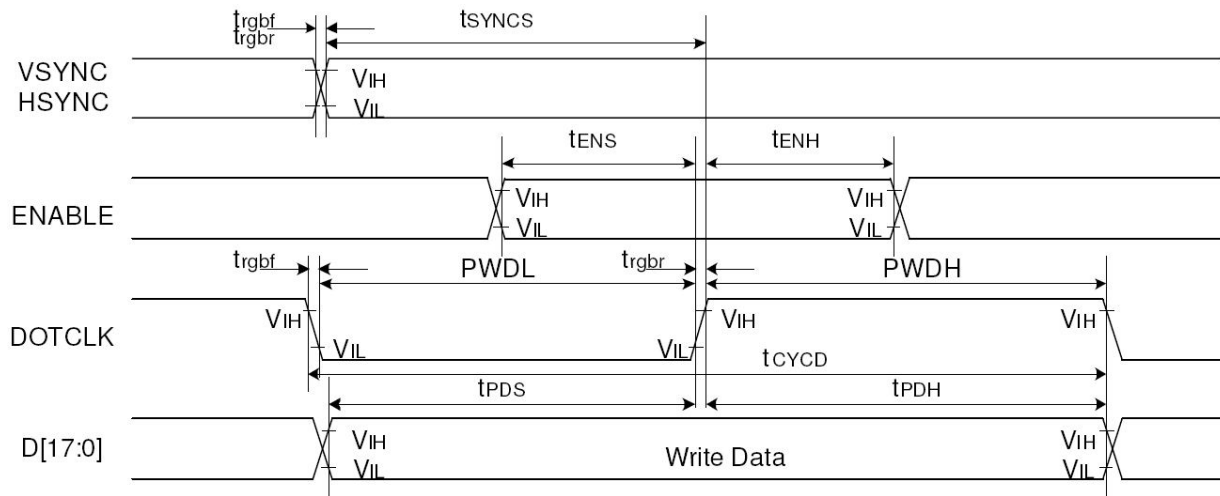 trgbf tSYNCS
trgbr
VSYNC VIH
HSYNC VIL
tENS tENH
ENABLE VIH VIH
VIL VIL
trgbf PWDL trgbr PWDH
DOTCLK VIH VIH VIH
VIL VIL
tCYCD
tPDS tPDH
D[17:0] VIH VIH
VIL Write Data VIL